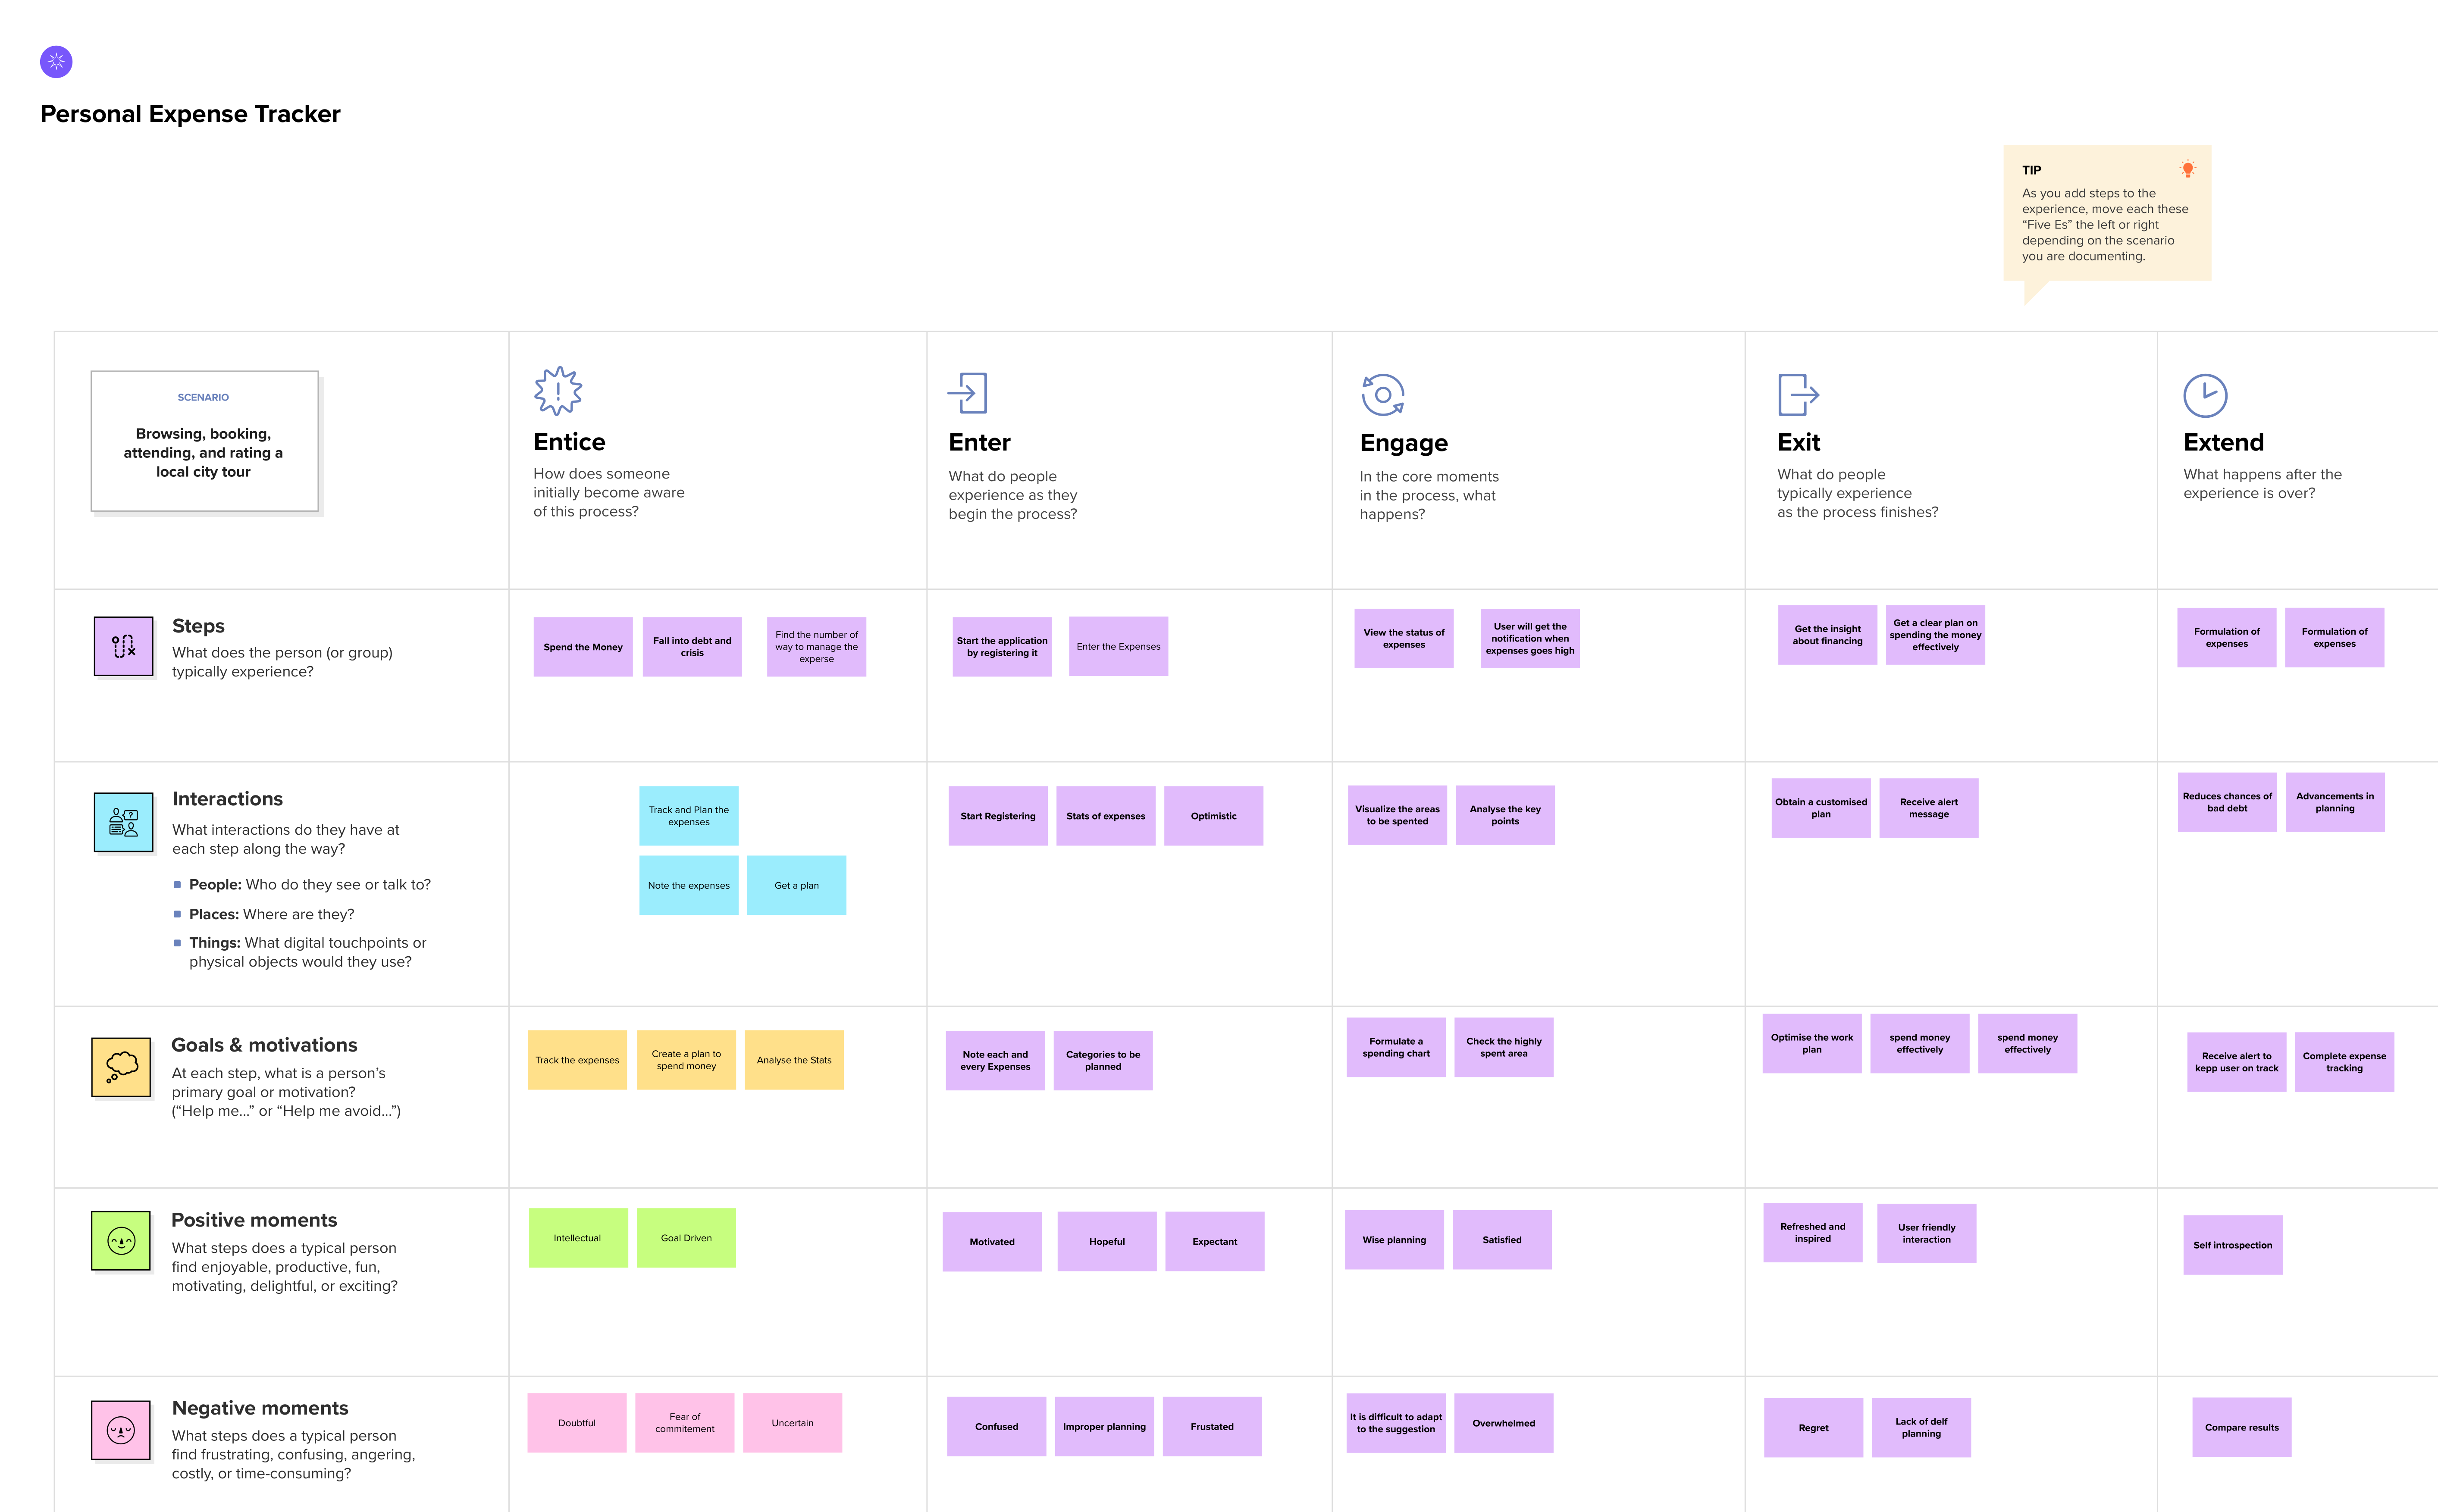 Personal Expense Tracker
TIP
As you add steps to the
experience, move each these
“Five Es” the left or right
depending on the scenario
you are documenting.
SCENARIO
Browsing, booking,
attending, and rating a
local city tour
Entice
How does someone
initially become aware
of this process?
Enter
What do people
experience as they
begin the process?
Engage
In the core moments
in the process, what
happens?
Exit
What do people
typically experience
as the process finishes?
Extend
What happens after the
experience is over?
Steps
What does the person (or group)
typically experience?
Spend the Money
Fall into debt and
crisis
Find the number of
way to manage the
experse
Start the application
by registering it
Enter the Expenses
View the status of
expenses
User will get the
notification when
expenses goes high
Get the insight
about financing
Get a clear plan on
spending the money
effectively
Formulation of
expenses
Formulation of
expenses
Interactions
What interactions do they have at
each step along the way?
People: Who do they see or talk to?
Places: Where are they?
Things: What digital touchpoints or
physical objects would they use?
Track and Plan the
expenses
Note the expenses
Get a plan
Start Registering
Stats of expenses
Optimistic
Visualize the areas
to be spented
Analyse the key
points
Obtain a customised
plan
Receive alert
message
Reduces chances of
bad debt
Advancements in
planning
Goals & motivations
At each step, what is a person’s
primary goal or motivation?
(“Help me...” or “Help me avoid...”)
Track the expenses
Create a plan to
spend money
Analyse the Stats
Note each and
every Expenses
Categories to be
planned
Formulate a
spending chart
Check the highly
spent area
Optimise the work
plan
spend money
effectively
spend money
effectively
Receive alert to
kepp user on track
Complete expense
tracking
Positive moments
What steps does a typical person
find enjoyable, productive, fun,
motivating, delightful, or exciting?
Intellectual
Goal Driven
Motivated
Hopeful
Expectant
Wise planning
Satisfied
Refreshed and
inspired
User friendly
interaction
Self introspection
Negative moments
What steps does a typical person
find frustrating, confusing, angering,
costly, or time-consuming?
Doubtful
Fear of
commitement
Uncertain
Confused
Improper planning
Frustated
It is difficult to adapt
to the suggestion
Overwhelmed
Regret
Lack of delf
planning
Compare results